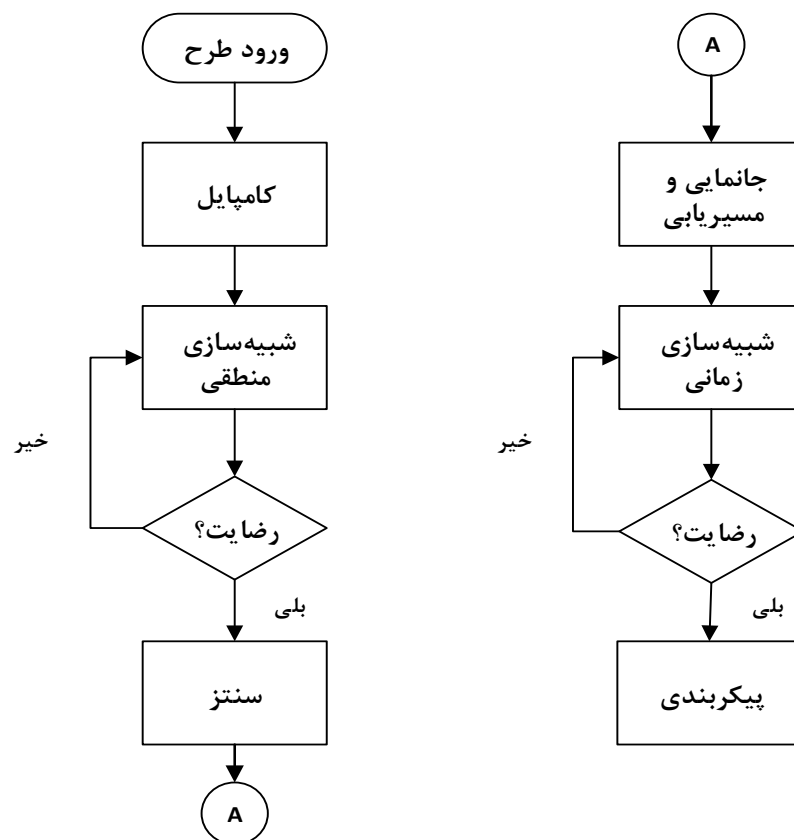 ورود طرح
کامپایل
شبیه‌سازی
منطقی
خیر
رضایت؟
بلی
سنتز
A
A
جانمایی و
مسیریابی
شبیه‌سازی
زمانی
خیر
رضایت؟
بلی
پیکربندی